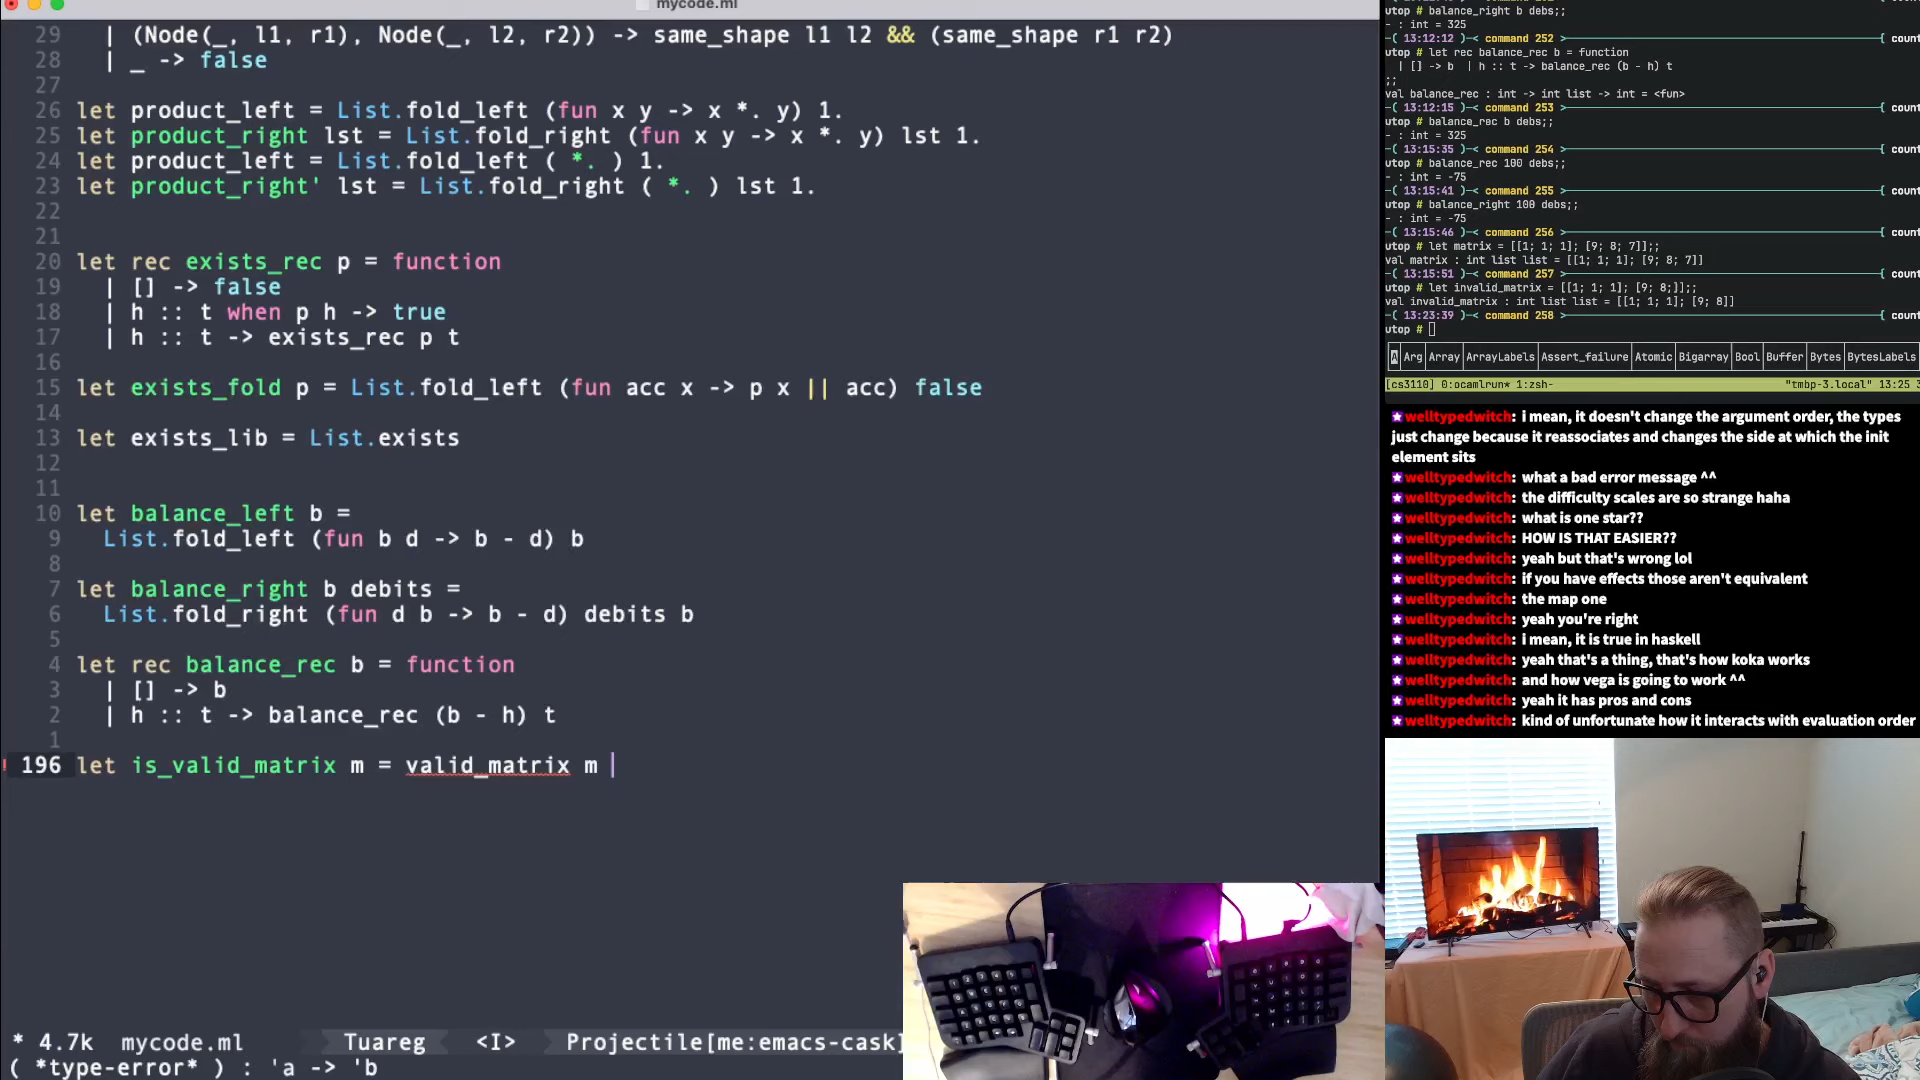 mycode.ml
29 | (Node(_, l1, r1), Node(_, l2, r2)) -> same_shape l1 l2 && (same_shape r1 r2)
28 | _ -> false
27
26 let product_left = List.fold_left (fun x y -> x *. y) 1.
25 let product_right lst = List.fold_right (fun x y -> x *. y) lst 1.
24 let product_left = List.fold_left ( *. ) 1.
23 let product_right' lst = List.fold_right ( *. ) lst 1.
22
21
20 let rec exists_rec p = function
19 | [] -> false
18 | h :: t when p h -> true
17 | h :: t -> exists_rec p t
16
15 let exists_fold p = List.fold_left (fun acc x -> p x || acc) false
14
13 let exists_lib = List.exists
12
11
10 let balance_left b =
9 List.fold_left (fun b d -> b - d) b
8
7 let balance_right b debits =
6 List.fold_right (fun d b -> b - d) debits b
5
4 let rec balance_rec b = function
3 | [] -> b
2 | h :: t -> balance_rec (b - h) t
1
196 let is_valid_matrix m = valid_matrix m
* 4.7k mycode.ml Tuareg <I> Projectile[me:emacs-cask]
( *type-error* ) : 'a -> 'b
utop # balance_right b debs;;
- : int = 325
-( 13:12:12 )-< command 252 >-{ count
utop # let rec balance_rec b = function
| [] -> b | h :: t -> balance_rec (b - h) t
;;
val balance_rec : int -> int list -> int = <fun>
-( 13:12:15 )-< command 253 >-{ count
utop # balance_rec b debs;;
- : int = 325
-( 13:15:35 )-< command 254 >-{ count
utop # balance_rec 100 debs;;
- : int = -75
-( 13:15:41 )-< command 255 >-{ count
utop # balance_right 100 debs;;
- : int = -75
-( 13:15:46 )-< command 256 >-{ count
utop # let matrix = [[1; 1; 1]; [9; 8; 7]];;
val matrix : int list list = [[1; 1; 1]; [9; 8; 7]]
-( 13:15:51 )-< command 257 >-{ count
utop # let invalid_matrix = [[1; 1; 1]; [9; 8;]];;
val invalid_matrix : int list list = [[1; 1; 1]; [9; 8]]
-( 13:23:39 )-< command 258 >-{ count
utop #
A Arg Array ArrayLabels Assert_failure Atomic Bigarray Bool Buffer Bytes BytesLabels
[cs3110] 0:ocamlrun* 1:zsh- "tmbp-3.local" 13:25 3
welltypedwitch: i mean, it doesn't change the argument order, the types
just change because it reassociates and changes the side at which the init
element sits
welltypedwitch: what a bad error message ^^
welltypedwitch: the difficulty scales are so strange haha
welltypedwitch: what is one star??
welltypedwitch: HOW IS THAT EASIER??
welltypedwitch: yeah but that's wrong lol
welltypedwitch: if you have effects those aren't equivalent
welltypedwitch: the map one
welltypedwitch: yeah you're right
welltypedwitch: i mean, it is true in haskell
welltypedwitch: yeah that's a thing, that's how koka works
welltypedwitch: and how vega is going to work ^^
welltypedwitch: yeah it has pros and cons
welltypedwitch: kind of unfortunate how it interacts with evaluation order